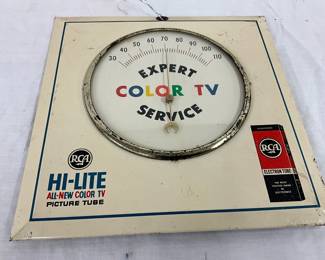 30 40 50 60 70 80 90 100 110
EXPERT
COLOR TV
SERVICE
RCA
HI-LITE
ALL-NEW COLOR TV
PICTURE TUBE
RCA
ELECTRON TUBE